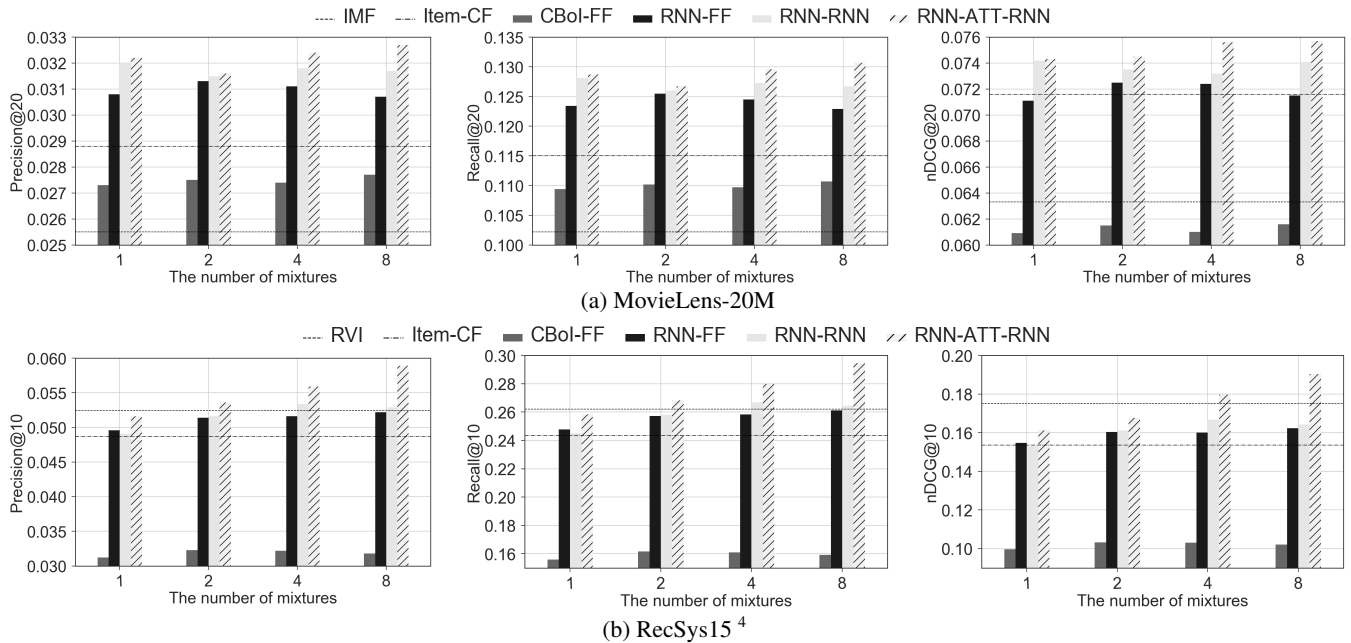 IMF Item-CF CBoI-FF RNN-FF RNN-RNN RNN-ATT-RNN
Precision@20
0.033
0.032
0.031
0.030
0.029
0.028
0.027
0.026
0.025
1 2 4 8
The number of mixtures
Recall@20
0.135
0.130
0.125
0.120
0.115
0.110
0.105
0.100
1 2 4 8
The number of mixtures
nDCG@20
0.076
0.074
0.072
0.070
0.068
0.066
0.064
0.062
0.060
1 2 4 8
The number of mixtures
(a) MovieLens-20M
RVI Item-CF CBoI-FF RNN-FF RNN-RNN RNN-ATT-RNN
Precision@10
0.060
0.055
0.050
0.045
0.040
0.035
0.030
1 2 4 8
The number of mixtures
Recall@10
0.30
0.28
0.26
0.24
0.22
0.20
0.18
0.16
1 2 4 8
The number of mixtures
nDCG@10
0.20
0.18
0.16
0.14
0.12
0.10
1 2 4 8
The number of mixtures
(b) RecSys15 4